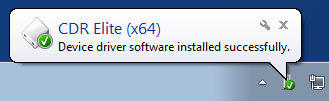 CDR Elite (x64)
Device driver software installed successfully.